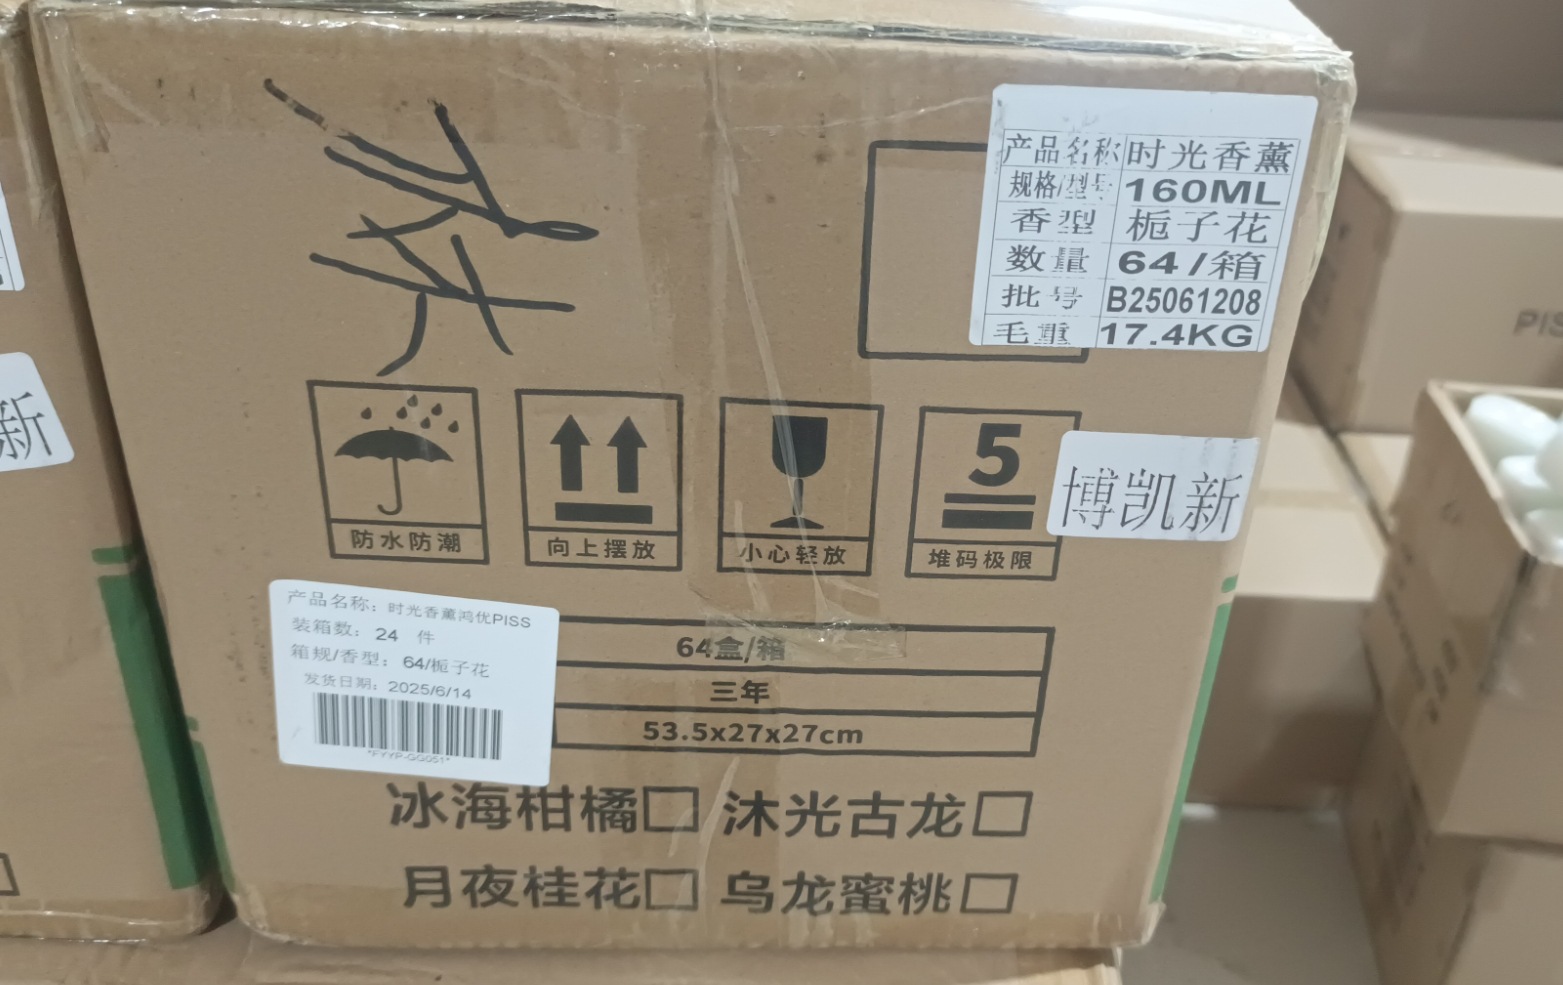 产品名称 时光香薰
规格/型号 160ML
香型 栀子花
数量 64/箱
批号 B25061208
毛重 17.4KG
新
5
防水防潮
向上摆放
小心轻放
堆码极限
博凯新
产品名称：时光香薰鸿优PISS
装箱数：24 件
箱规/香型：64/栀子花
发货日期：2025/6/14
*FYYP-GG051*
64盒/箱
三年
53.5x27x27cm
冰海柑橘 沐光古龙
月夜桂花 乌龙蜜桃
PIS